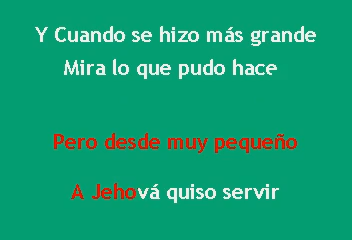 Y Cuando se hizo más grande
Mira lo que pudo hace
Pero desde muy pequeño
A Jehová quiso servir